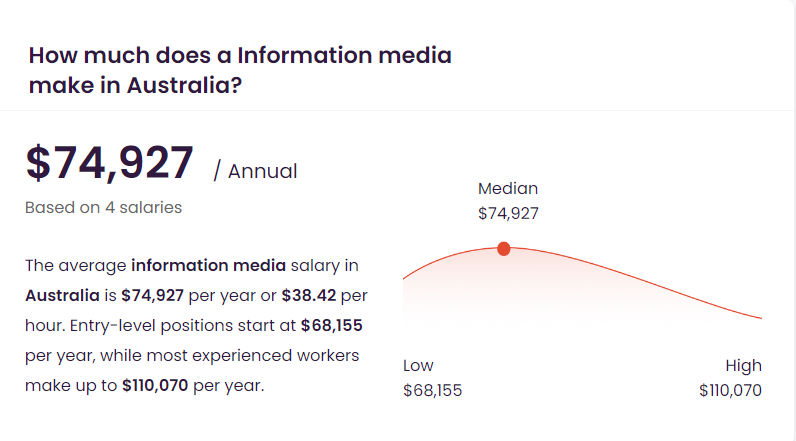 How much does a Information media
make in Australia?
$74,927 / Annual
Based on 4 salaries
The average information media salary in
Australia is $74,927 per year or $38.42 per
hour. Entry-level positions start at $68,155
per year, while most experienced workers
make up to $110,070 per year.
Median
$74,927
Low
$68,155
High
$110,070